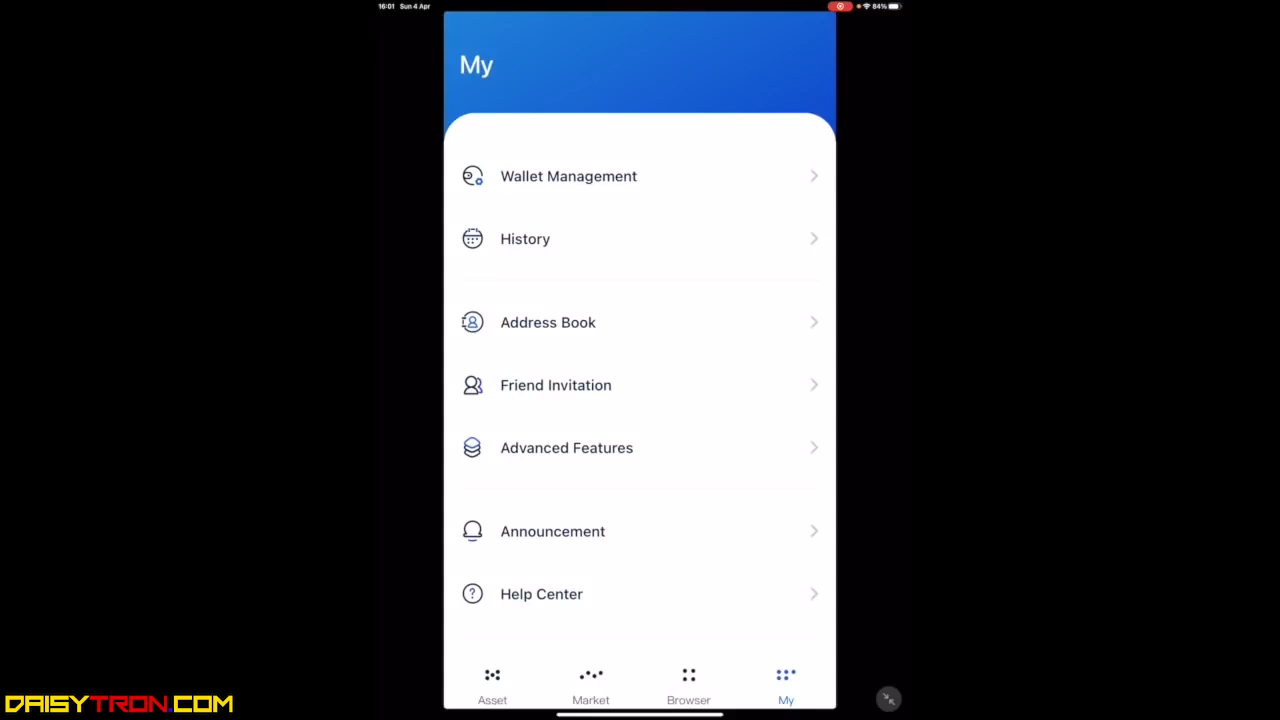 16:01 Sun 4 Apr
84%
My
Wallet Management
History
Address Book
Friend Invitation
Advanced Features
Announcement
Help Center
Asset Market Browser My
DAISYTRON.COM